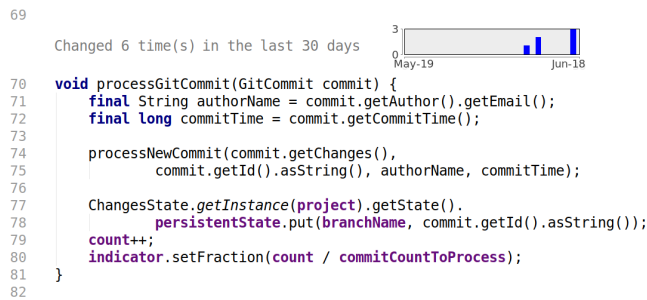 69
Changed 6 time(s) in the last 30 days
3
0
May-19 Jun-18
70 void processGitCommit(GitCommit commit) {
71 final String authorName = commit.getAuthor().getEmail();
72 final long commitTime = commit.getCommitTime();
73
74 processNewCommit(commit.getChanges(),
75 commit.getId().asString(), authorName, commitTime);
76
77 ChangesState.getInstance(project).getState().
78 persistentState.put(branchName, commit.getId().asString());
79 count++;
80 indicator.setFraction(count / commitCountToProcess);
81 }
82